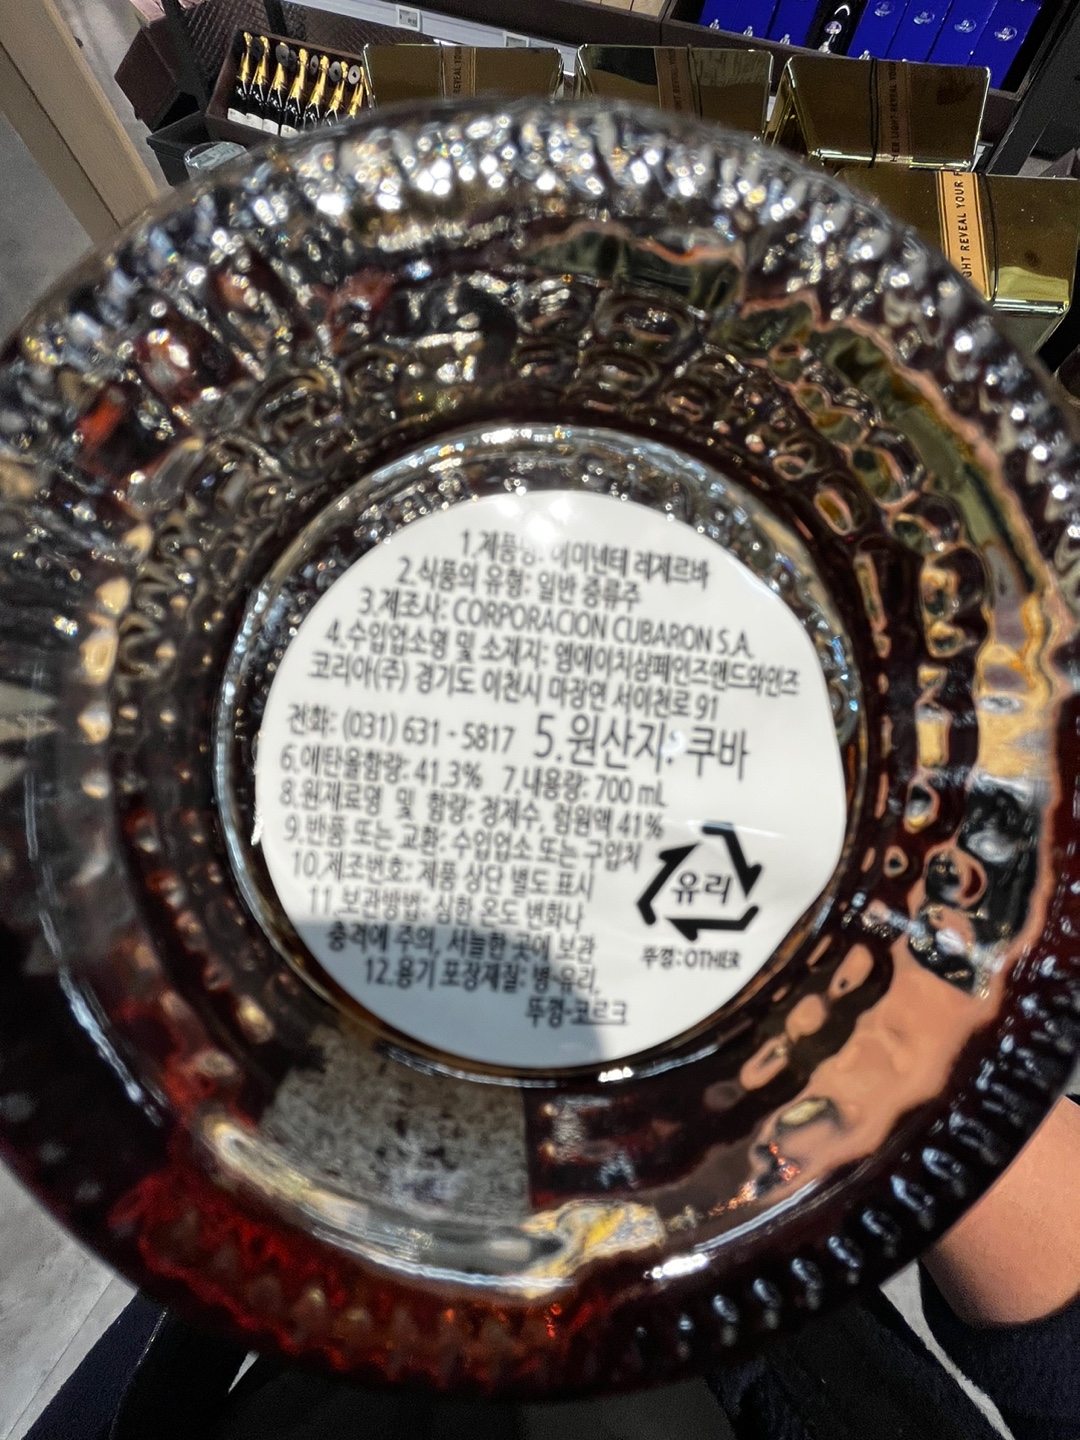 1.제품명: 이미넨테 레제르바
2.식품의 유형: 일반 증류주
3.제조사: CORPORACION CUBARON S.A.
4.수입업소명 및 소재지: 엠에이치샴페인즈앤드와인즈
코리아(주) 경기도 이천시 마장면 서이천로 91
전화: (031) 631 - 5817 5.원산지: 쿠바
6.에탄올함량: 41.3% 7.내용량: 700 mL
8.원재료명 및 함량: 정제수, 럼원액 41%
9.반품 또는 교환: 수입업소 또는 구입처
10.제조번호: 제품 상단 별도 표시
11.보관방법: 심한 온도 변화나
충격에 주의, 서늘한 곳에 보관
12.용기 포장재질: 병-유리,
뚜껑-코르크
유리
뚜껑:OTHER
LIGHT REVEAL YOUR
REVEAL YOUR